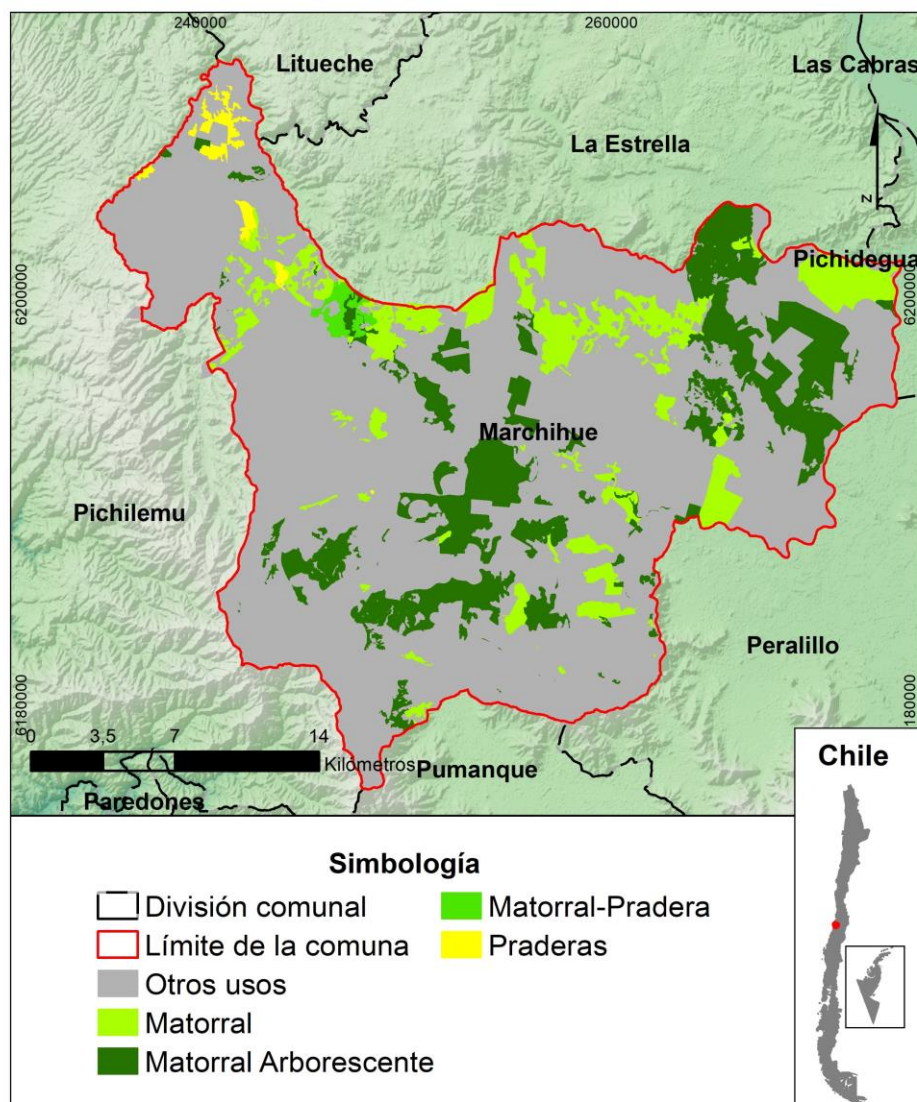 240000
260000
Litueche
Las Cabras
La Estrella
N
Pichidegua
6200000
6200000
Marchihue
Pichilemu
Peralillo
6180000
6180000
0 3,5 7 14
Kilómetros
Pumanque
Paredones
Chile
Simbología
División comunal
Límite de la comuna
Otros usos
Matorral
Matorral Arborescente
Matorral-Pradera
Praderas